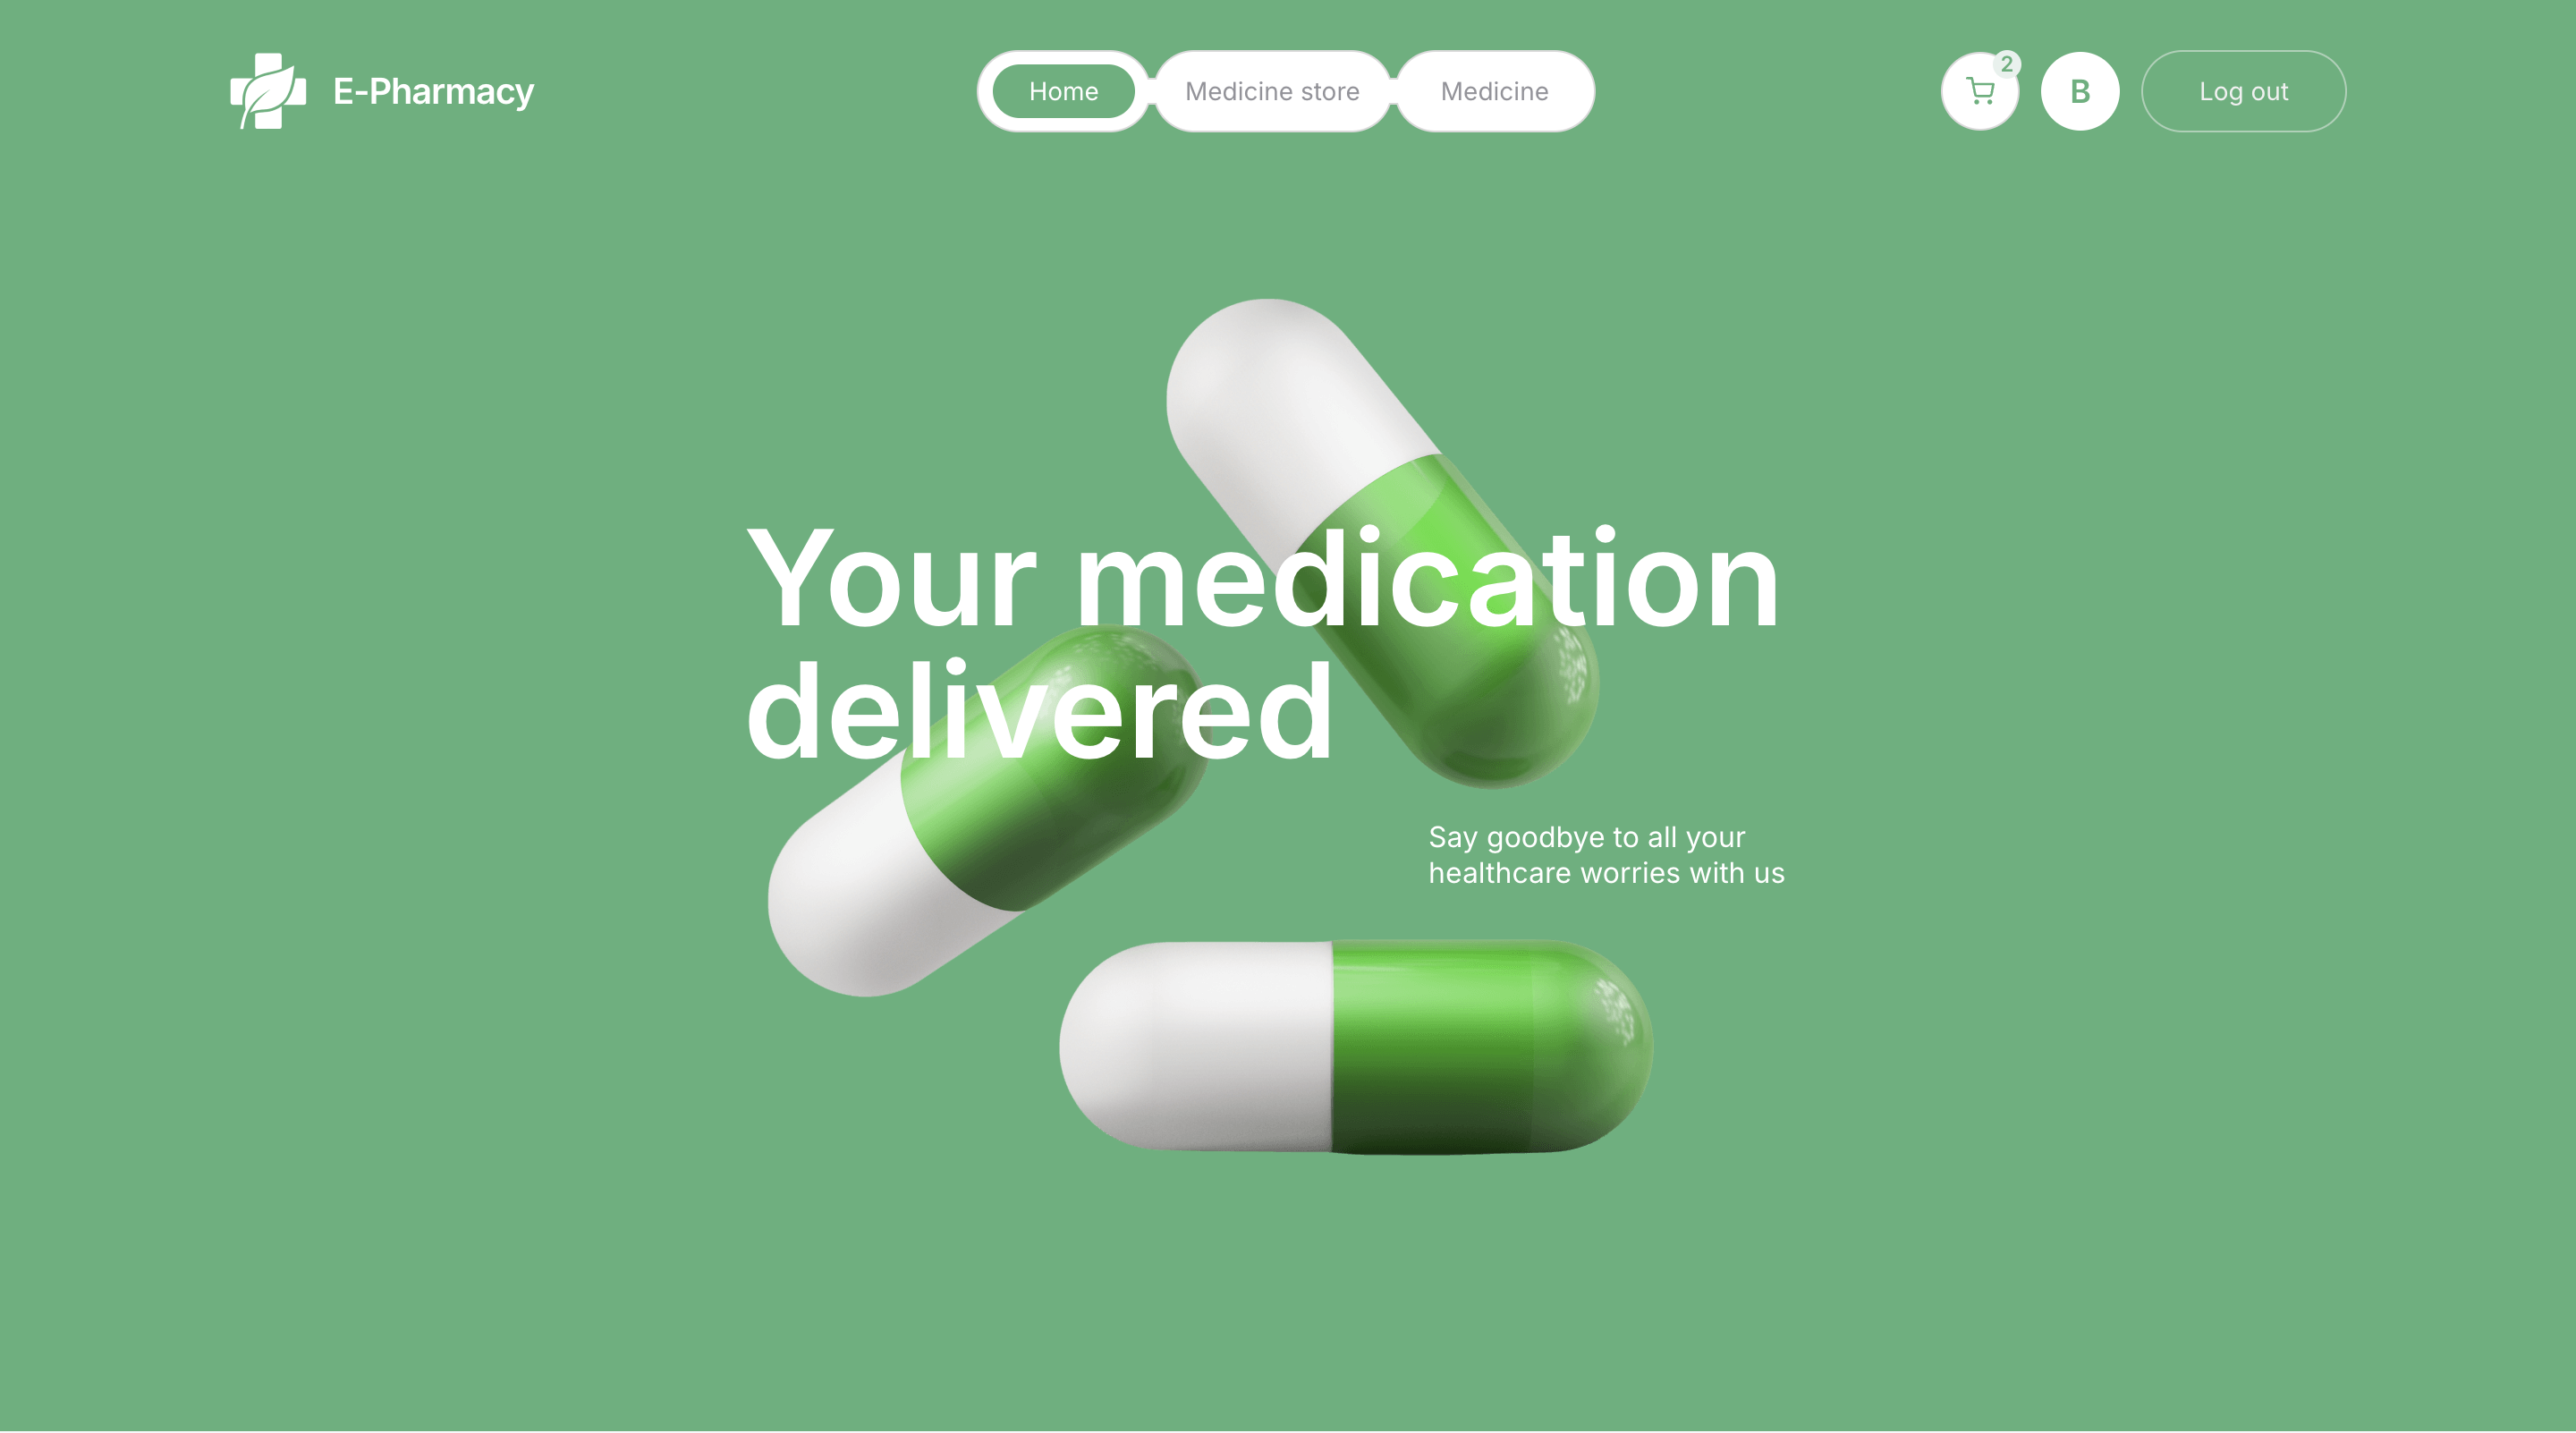 E-Pharmacy
Home
Medicine store
Medicine
2
B
Log out
Your medication
delivered
Say goodbye to all your
healthcare worries with us